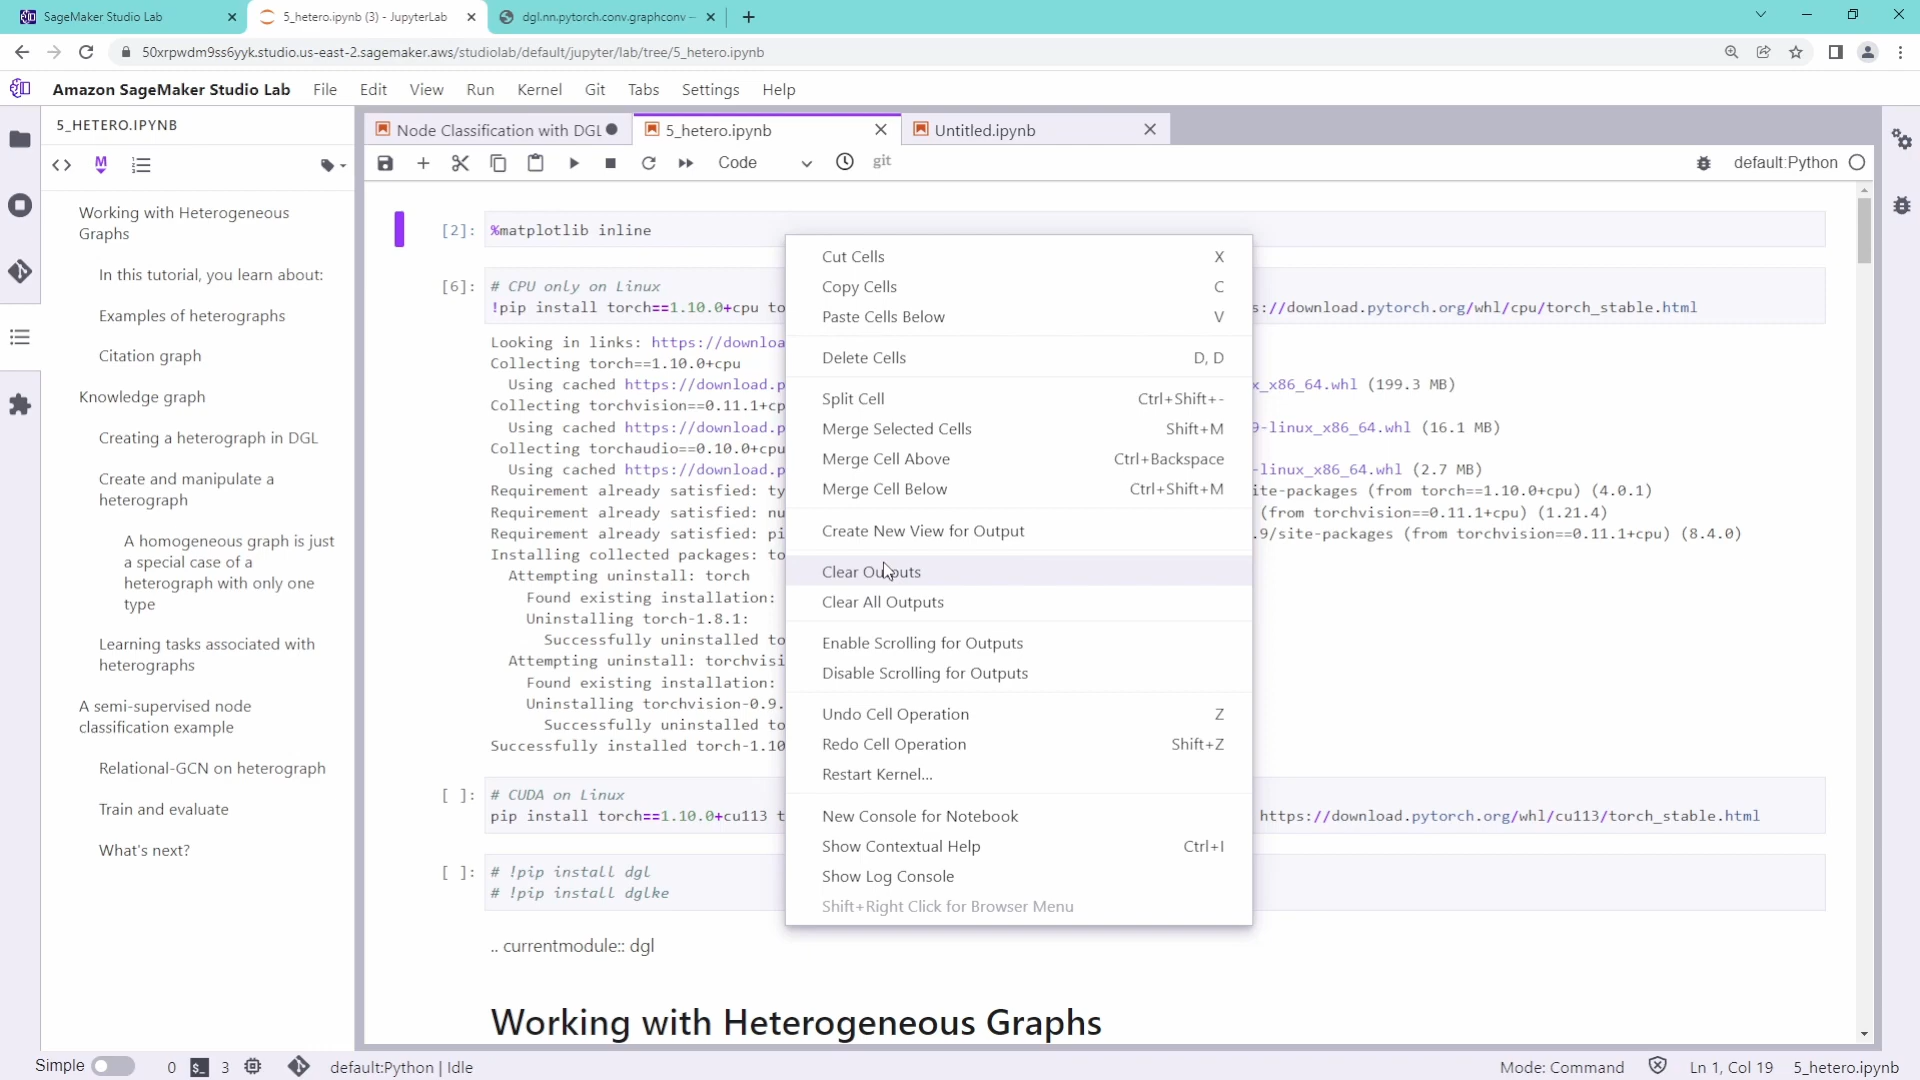 SageMaker Studio Lab
5_hetero.ipynb (3) - JupyterLab
dgl.nn.pytorch.conv.graphconv —
50xrpwdm9ss6yyk.studio.us-east-2.sagemaker.aws/studiolab/default/jupyter/lab/tree/5_hetero.ipynb
Amazon SageMaker Studio Lab File Edit View Run Kernel Git Tabs Settings Help
5_HETERO.IPYNB
Node Classification with DGL
5_hetero.ipynb
Untitled.ipynb
Code
git
default:Python
Working with Heterogeneous
Graphs
In this tutorial, you learn about:
Examples of heterographs
Citation graph
Knowledge graph
Creating a heterograph in DGL
Create and manipulate a
heterograph
A homogeneous graph is just
a special case of a
heterograph with only one
type
Learning tasks associated with
heterographs
A semi-supervised node
classification example
Relational-GCN on heterograph
Train and evaluate
What's next?
[2]: %matplotlib inline
[6]: # CPU only on Linux
!pip install torch==1.10.0+cpu to s://download.pytorch.org/whl/cpu/torch_stable.html
Looking in links: https://downloa
Collecting torch==1.10.0+cpu
Using cached https://download.p x_x86_64.whl (199.3 MB)
Collecting torchvision==0.11.1+cp
Using cached https://download.p 9-linux_x86_64.whl (16.1 MB)
Collecting torchaudio==0.10.0+cpu
Using cached https://download.p -linux_x86_64.whl (2.7 MB)
Requirement already satisfied: ty ite-packages (from torch==1.10.0+cpu) (4.0.1)
Requirement already satisfied: nu (from torchvision==0.11.1+cpu) (1.21.4)
Requirement already satisfied: pi .9/site-packages (from torchvision==0.11.1+cpu) (8.4.0)
Installing collected packages: to
Attempting uninstall: torch
Found existing installation:
Uninstalling torch-1.8.1:
Successfully uninstalled to
Attempting uninstall: torchvisi
Found existing installation:
Uninstalling torchvision-0.9.
Successfully uninstalled to
Successfully installed torch-1.10
[ ]: # CUDA on Linux
pip install torch==1.10.0+cu113 t https://download.pytorch.org/whl/cu113/torch_stable.html
[ ]: # !pip install dgl
# !pip install dglke
.. currentmodule:: dgl
Working with Heterogeneous Graphs
Cut Cells X
Copy Cells C
Paste Cells Below V
Delete Cells D, D
Split Cell Ctrl+Shift+-
Merge Selected Cells Shift+M
Merge Cell Above Ctrl+Backspace
Merge Cell Below Ctrl+Shift+M
Create New View for Output
Clear Outputs
Clear All Outputs
Enable Scrolling for Outputs
Disable Scrolling for Outputs
Undo Cell Operation Z
Redo Cell Operation Shift+Z
Restart Kernel...
New Console for Notebook
Show Contextual Help Ctrl+I
Show Log Console
Shift+Right Click for Browser Menu
Simple 0 $_ 3 default:Python | Idle Mode: Command Ln 1, Col 19 5_hetero.ipynb